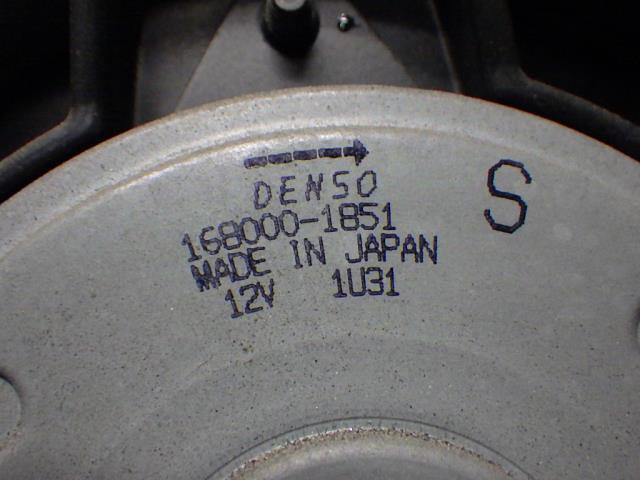 DENSO
S
168000-1851
MADE IN JAPAN
12V 1U31